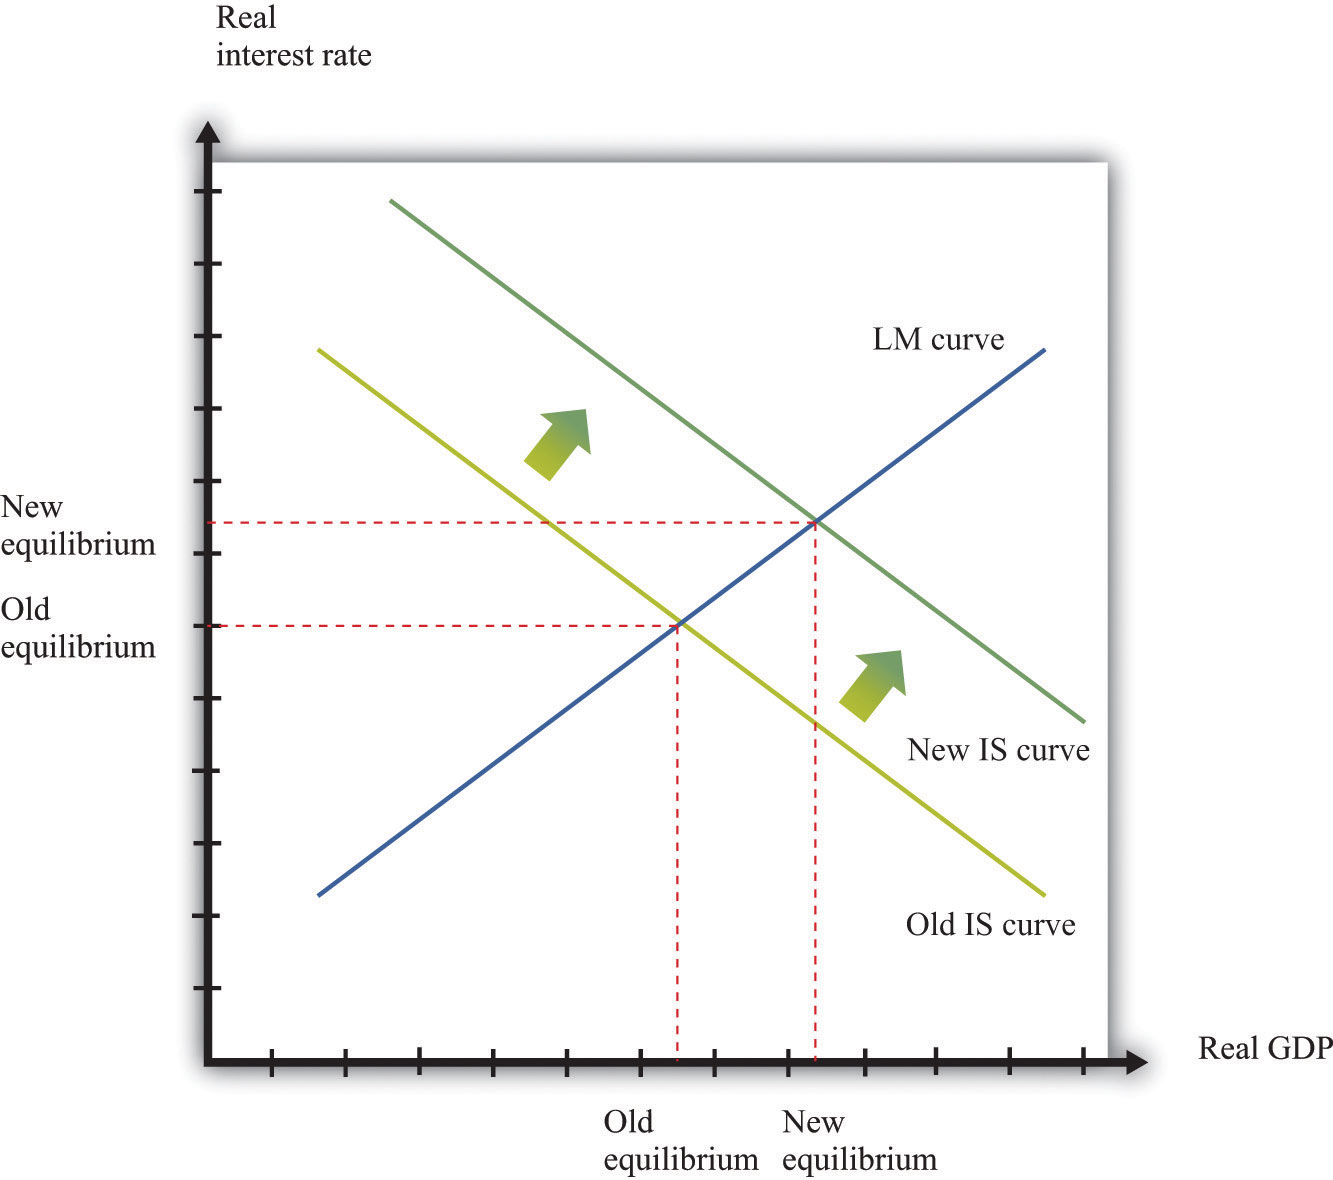 Real
interest rate
LM curve
New
equilibrium
Old
equilibrium
New IS curve
Old IS curve
Real GDP
Old
equilibrium
New
equilibrium